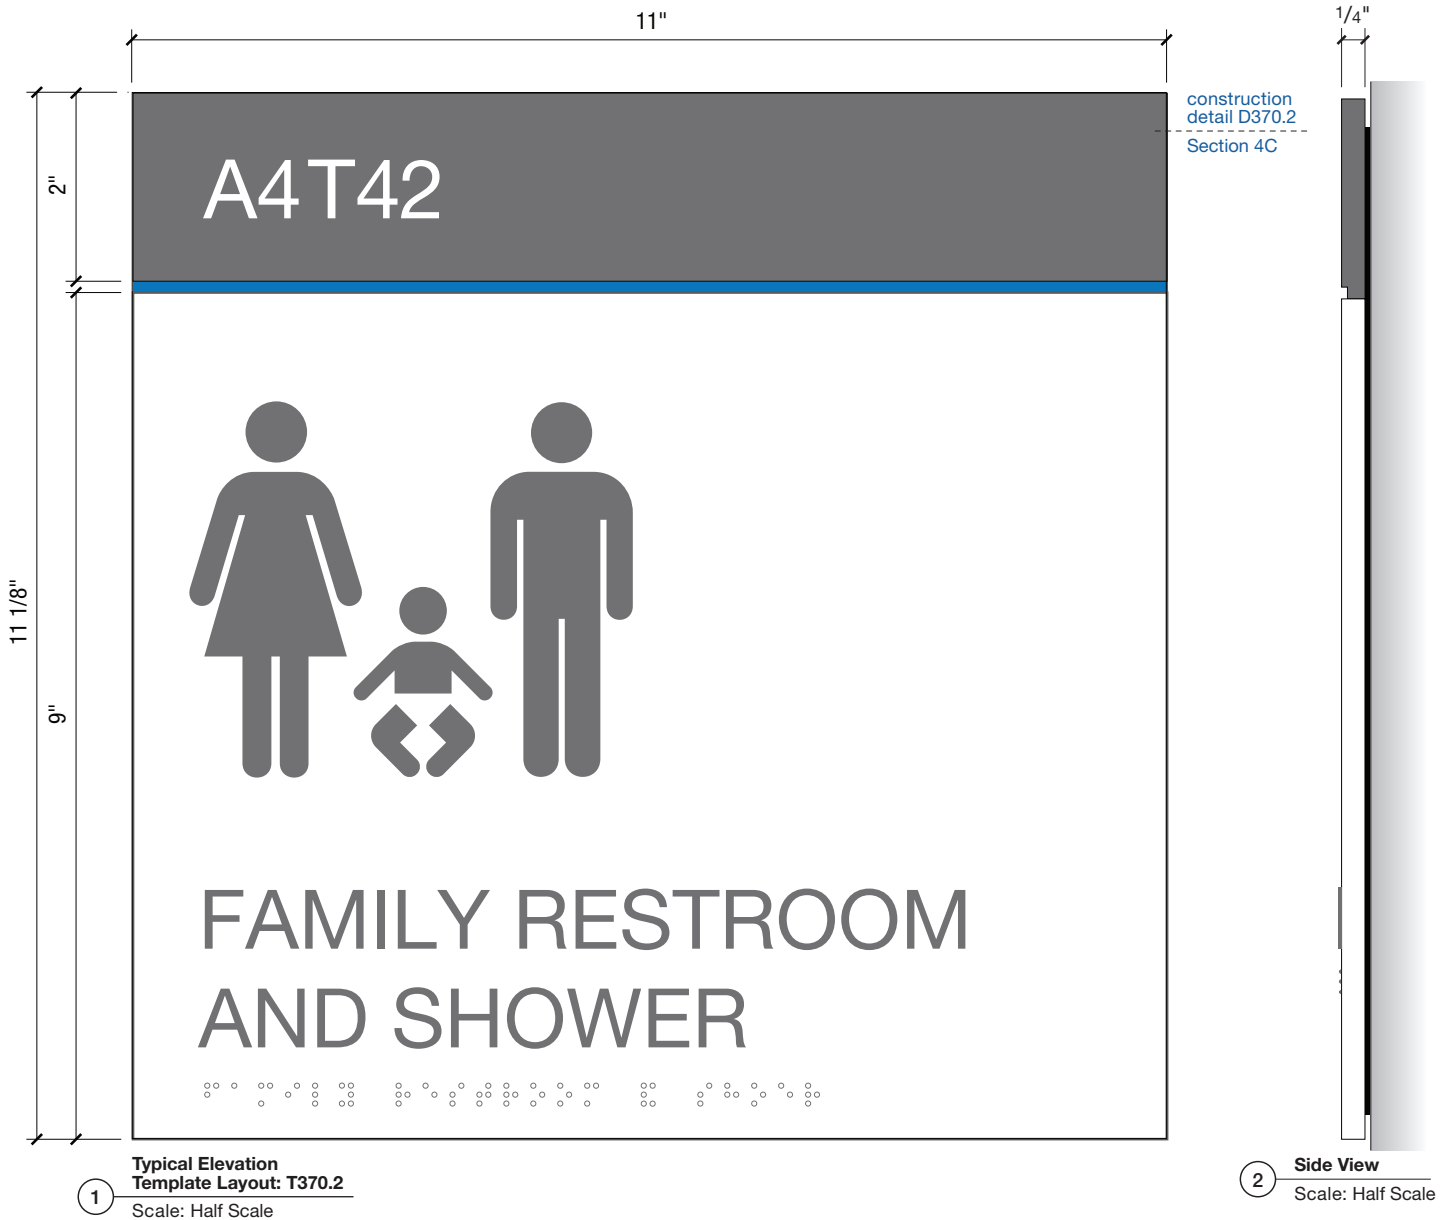 11"
1/4"
construction
detail D370.2
Section 4C
2"
A4T42
11 1/8"
9"
FAMILY RESTROOM
AND SHOWER
1
Typical Elevation
Template Layout: T370.2
Scale: Half Scale
2
Side View
Scale: Half Scale